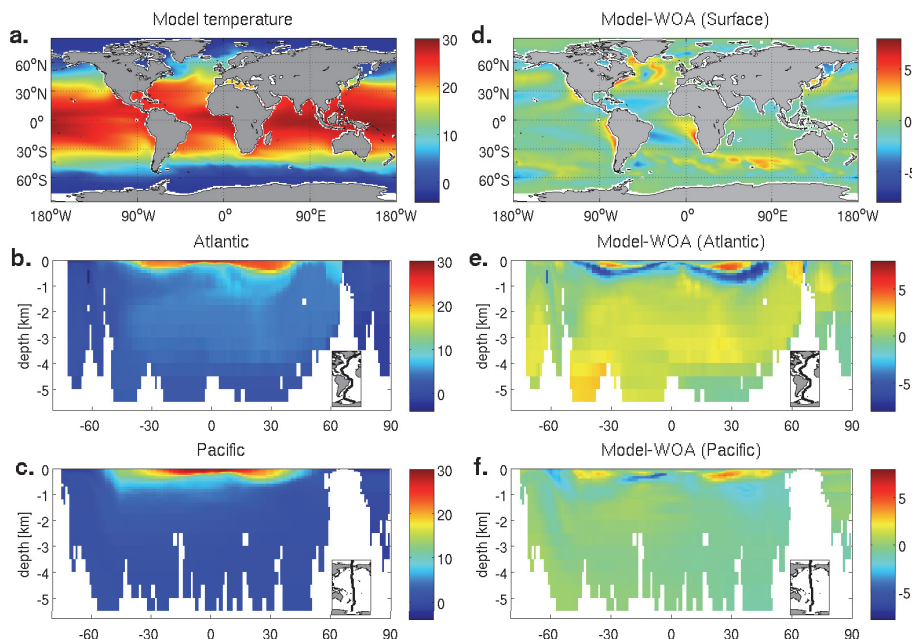 a. Model temperature
60°N
30°N
0°
30°S
60°S
180°W 90°W 0° 90°E 180°W
30
20
10
0
d. Model-WOA (Surface)
60°N
30°N
0°
30°S
60°S
180°W 90°W 0° 90°E 180°W
5
0
-5
b. Atlantic
depth [km]
0
-1
-2
-3
-4
-5
-60 -30 0 30 60 90
30
20
10
0
e. Model-WOA (Atlantic)
depth [km]
0
-1
-2
-3
-4
-5
-60 -30 0 30 60 90
5
0
-5
c. Pacific
depth [km]
0
-1
-2
-3
-4
-5
-60 -30 0 30 60 90
30
20
10
0
f. Model-WOA (Pacific)
depth [km]
0
-1
-2
-3
-4
-5
-60 -30 0 30 60 90
5
0
-5